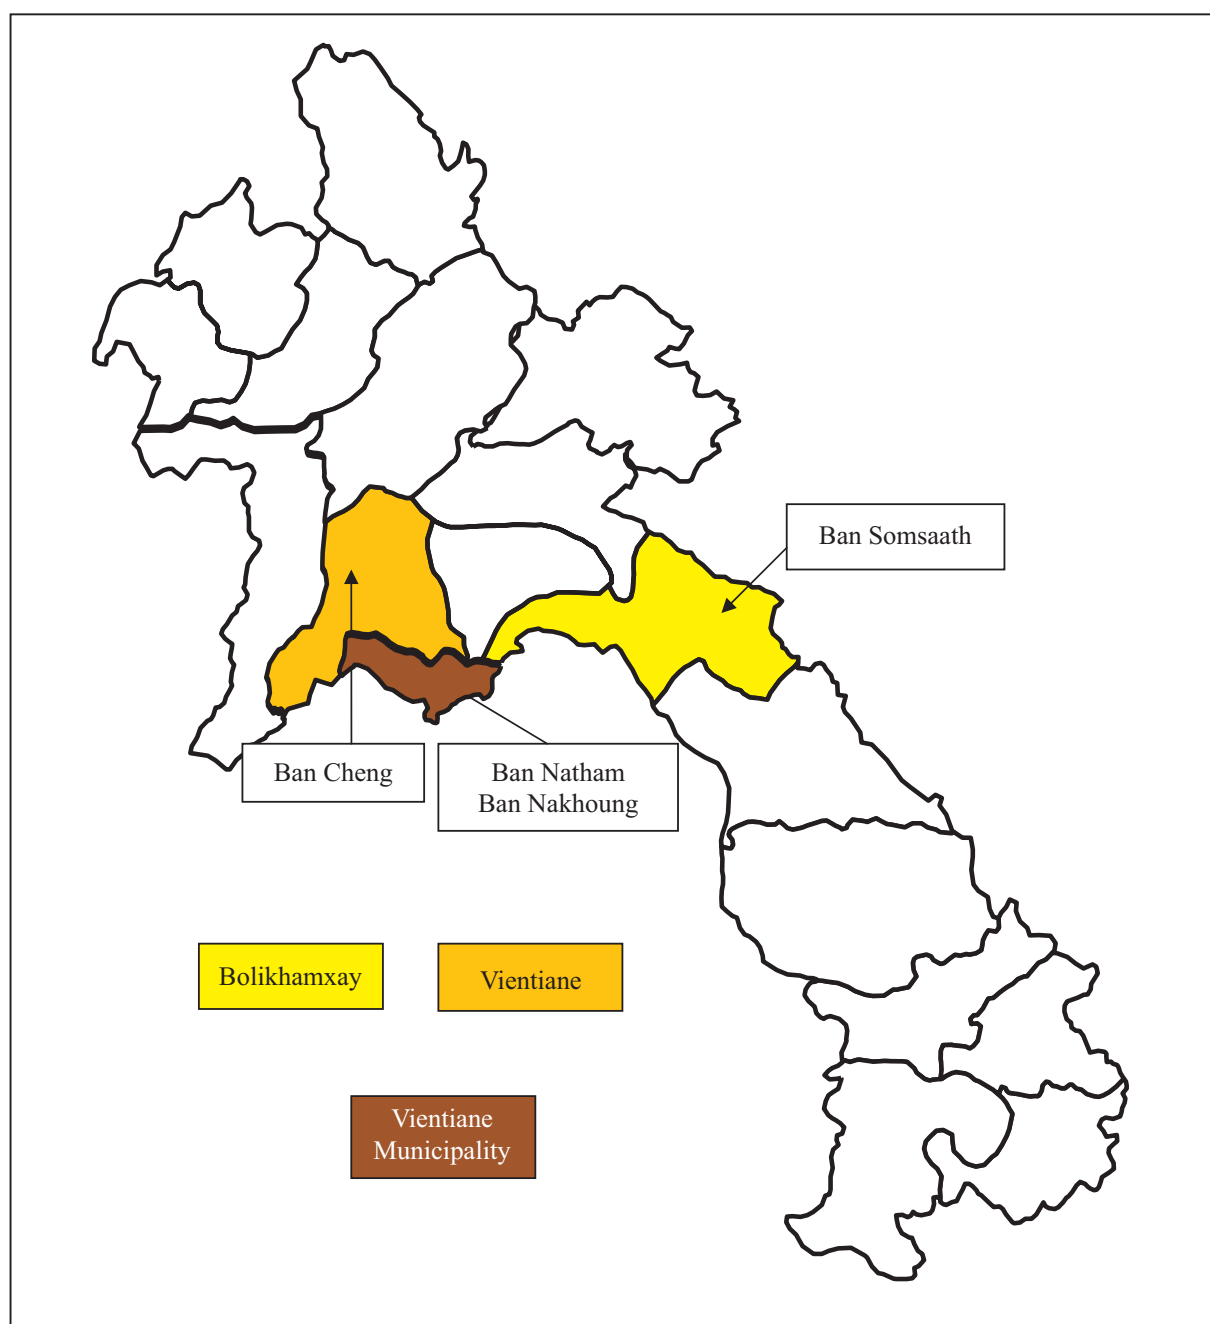 Ban Somsaath
Ban Cheng
Ban Natham
Ban Nakhoung
Bolikhamxay
Vientiane
Vientiane
Municipality